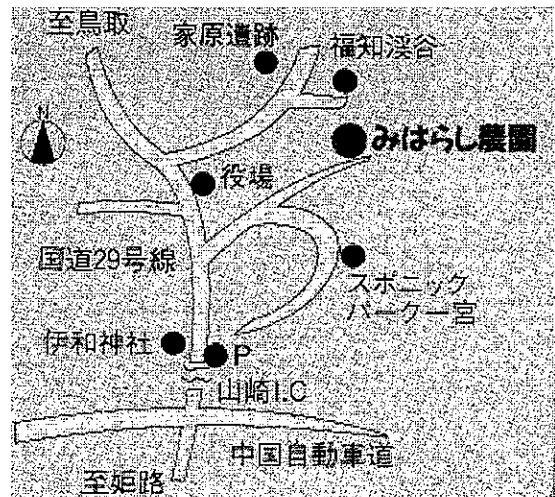 至鳥取
家原遺跡
福知渓谷
N
みはらし農園
役場
国道29号線
スポニック
パーク一宮
伊和神社
P
山崎I.C
中国自動車道
至姫路